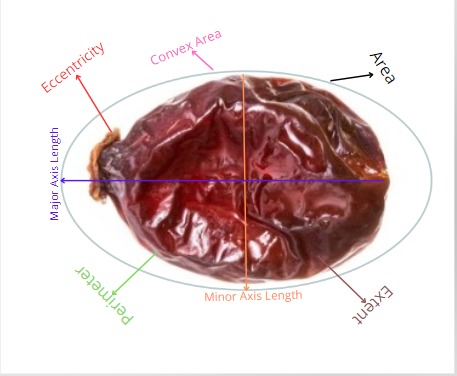 Convex Area
Eccentricity
Area
Major Axis Length
Minor Axis Length
Perimeter
Extent